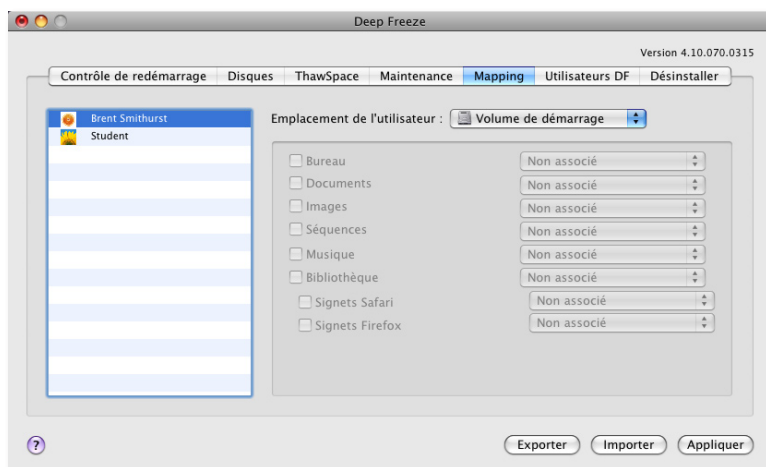 Deep Freeze
Version 4.10.070.0315
Contrôle de redémarrage Disques ThawSpace Maintenance Mapping Utilisateurs DF Désinstaller
Brent Smithurst
Student
Emplacement de l'utilisateur : Volume de démarrage
Bureau Non associé
Documents Non associé
Images Non associé
Séquences Non associé
Musique Non associé
Bibliothèque Non associé
Signets Safari Non associé
Signets Firefox Non associé
? Exporter Importer Appliquer